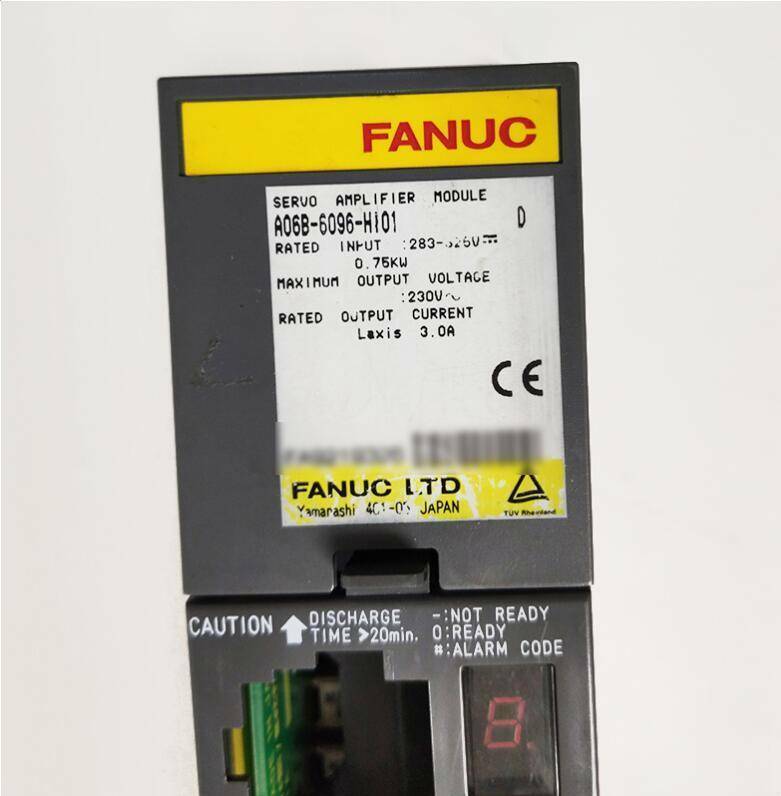 FANUC
SERVO AMPLIFIER MODULE
A06B-6096-H101 D
RATED INPUT :283-325V
0.75KW
MAXIMUM OUTPUT VOLTAGE
:230V~
RATED OUTPUT CURRENT
Laxis 3.0A
CE
FANUC LTD
Yamanashi JAPAN
TÜV Rheinland
CAUTION
DISCHARGE
TIME >20min.
-:NOT READY
0:READY
#:ALARM CODE
8.